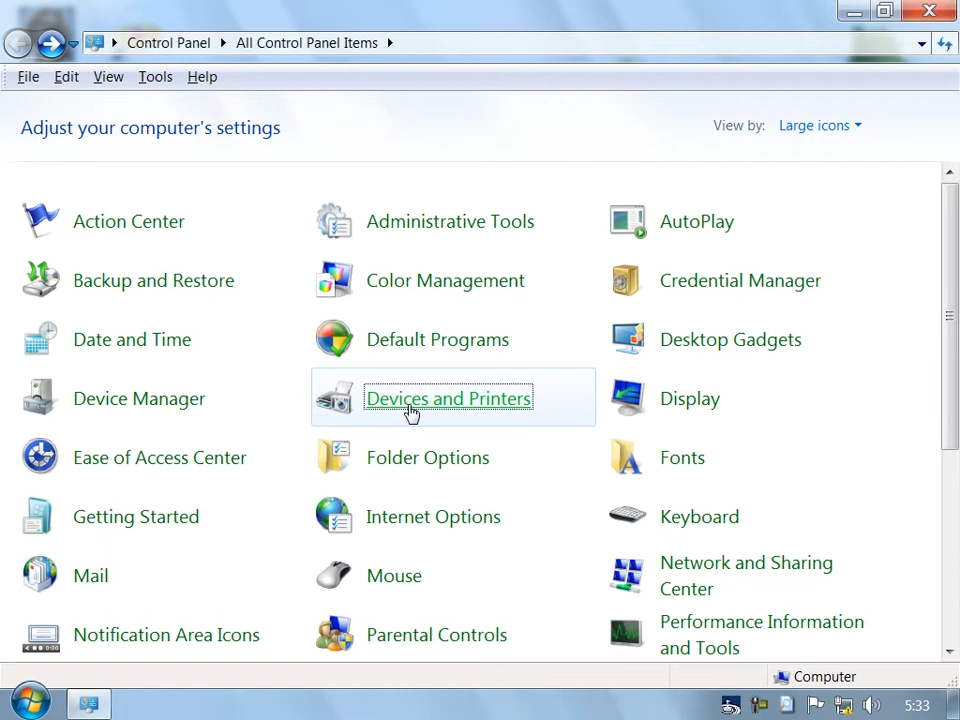 Control Panel
All Control Panel Items
File Edit View Tools Help
Adjust your computer's settings
View by: Large icons
Action Center
Administrative Tools
AutoPlay
Backup and Restore
Color Management
Credential Manager
Date and Time
Default Programs
Desktop Gadgets
Device Manager
Devices and Printers
Display
Ease of Access Center
Folder Options
Fonts
Getting Started
Internet Options
Keyboard
Mail
Mouse
Network and Sharing
Center
Notification Area Icons
Parental Controls
Performance Information
and Tools
Computer
5:33